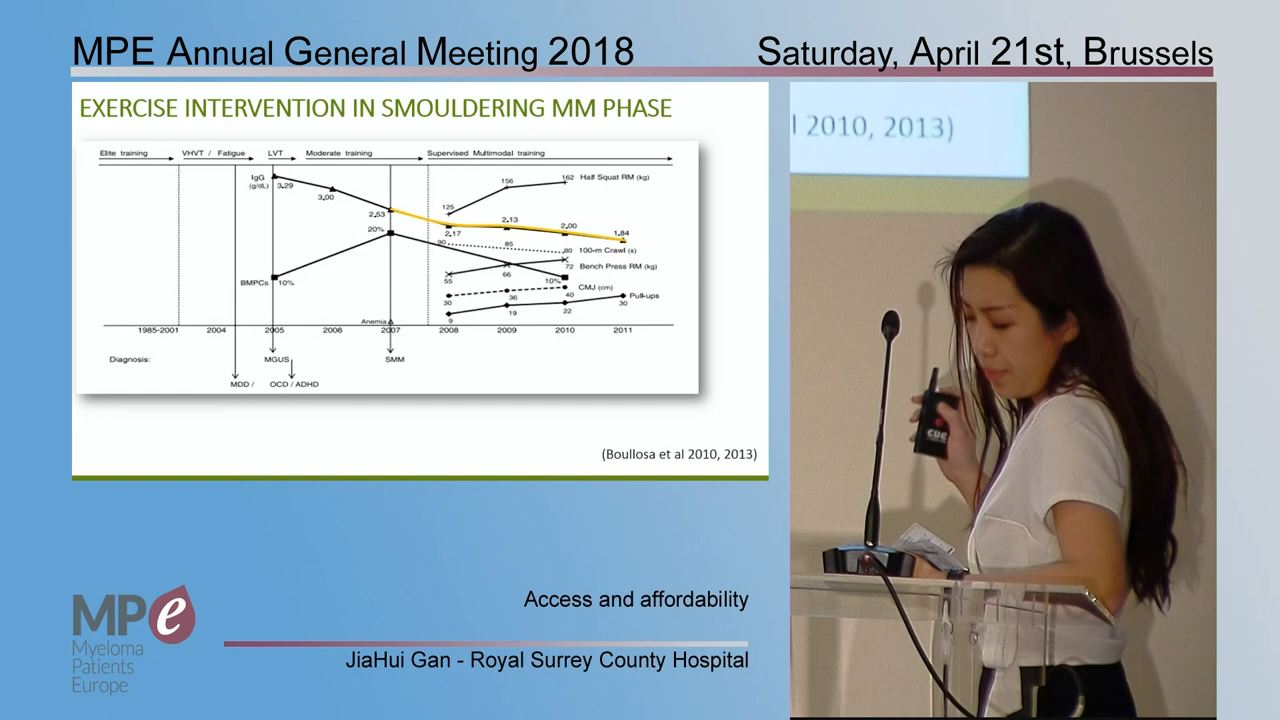 MPE Annual General Meeting 2018
Saturday, April 21st, Brussels
EXERCISE INTERVENTION IN SMOULDERING MM PHASE
Elite training
VHVT / Fatigue
LVT
Moderate training
Supervised Multimodal training
IgG
(g/dL)
3.29
3.00
2.53
20%
2.17
2.13
2.00
1.84
125
156
162
Half Squat RM (kg)
90
85
80
100-m Crawl (s)
55
66
72
Bench Press RM (kg)
BMPCs
10%
10%
30
36
40
CMJ (cm)
9
19
22
30
Pull-ups
Anemia
1985-2001
2004
2005
2006
2007
2008
2009
2010
2011
Diagnosis:
MGUS
SMM
MDD /
OCD / ADHD
(Boullosa et al 2010, 2013)
l 2010, 2013)
CUE
Access and affordability
JiaHui Gan - Royal Surrey County Hospital
MPe
Myeloma
Patients
Europe